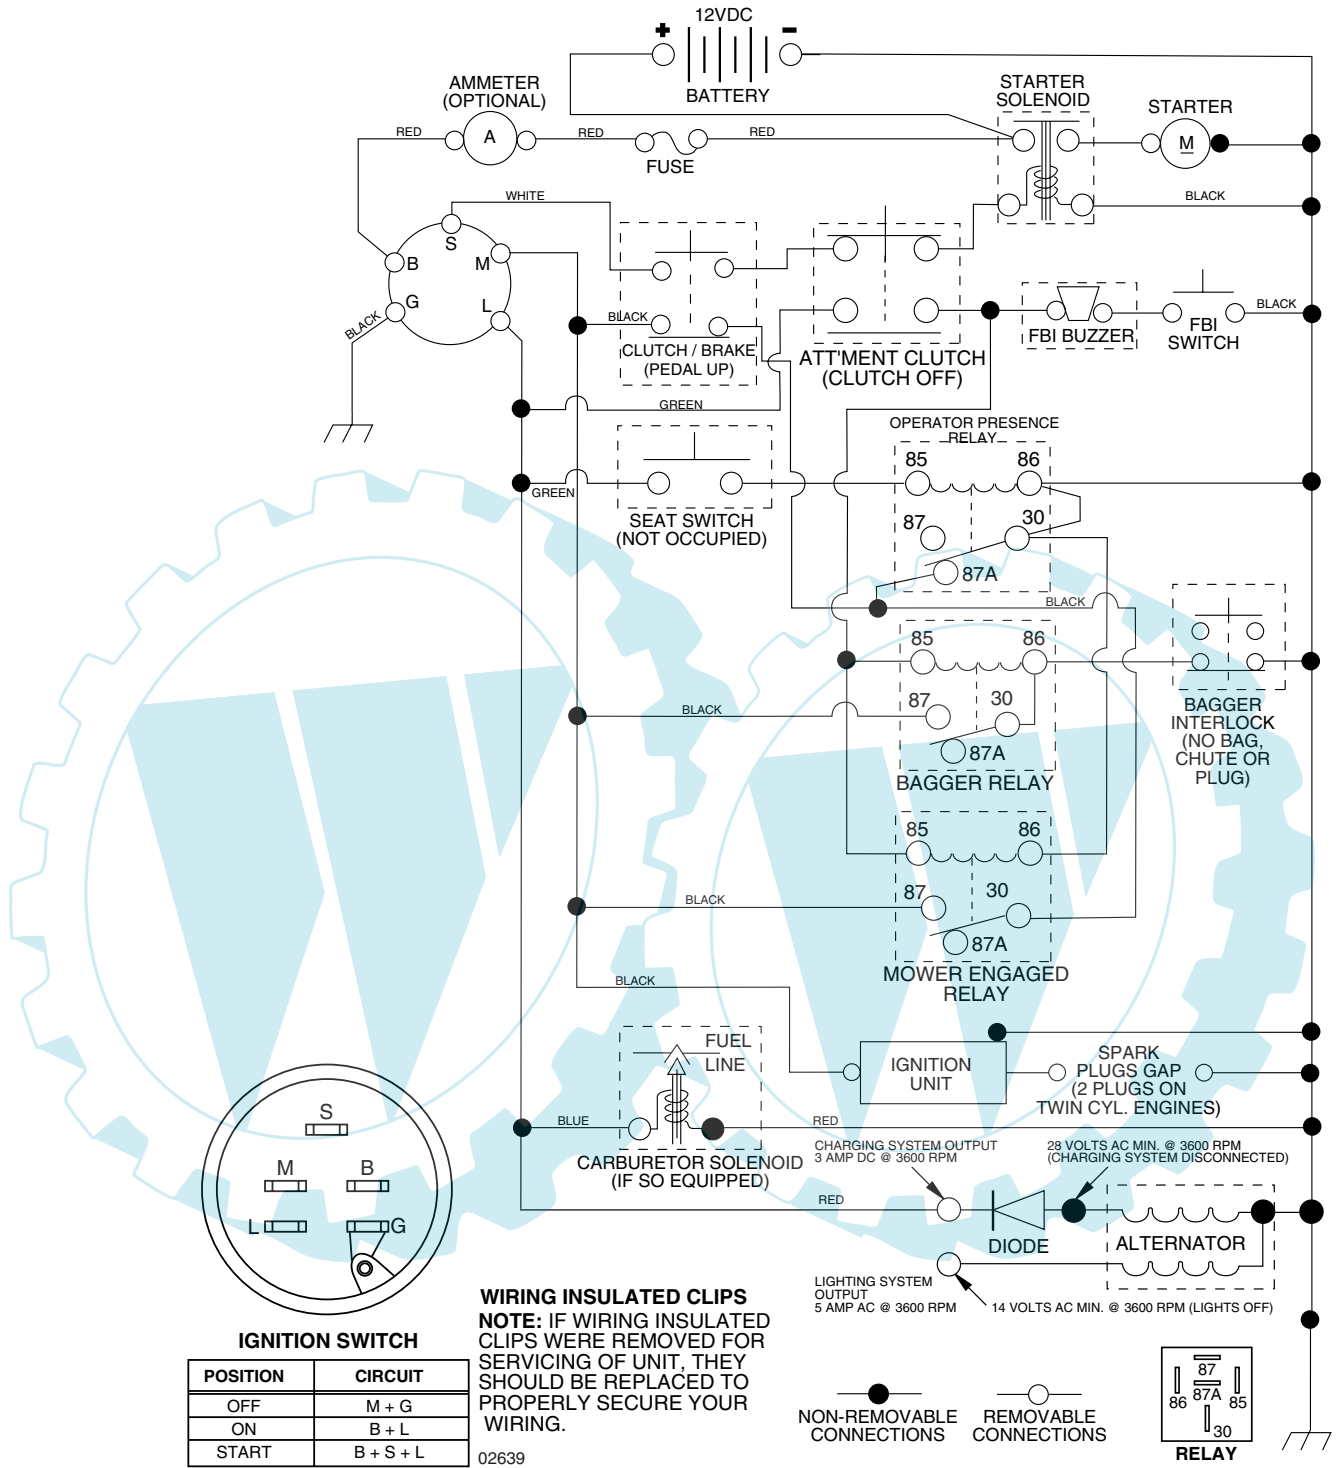 12VDC
+
-
BATTERY
AMMETER
(OPTIONAL)
A
RED
RED
RED
FUSE
STARTER
SOLENOID
STARTER
M
BLACK
WHITE
S
B
M
G
L
BLACK
BLACK
CLUTCH / BRAKE
(PEDAL UP)
ATT'MENT CLUTCH
(CLUTCH OFF)
FBI BUZZER
FBI
SWITCH
BLACK
GREEN
OPERATOR PRESENCE
RELAY
85
86
87
30
87A
GREEN
SEAT SWITCH
(NOT OCCUPIED)
BLACK
85
86
87
30
87A
BLACK
BAGGER RELAY
BAGGER
INTERLOCK
(NO BAG,
CHUTE OR
PLUG)
85
86
87
30
87A
BLACK
MOWER ENGAGED
RELAY
BLACK
FUEL
LINE
IGNITION
UNIT
SPARK
PLUGS GAP
(2 PLUGS ON
TWIN CYL. ENGINES)
BLUE
RED
CARBURETOR SOLENOID
(IF SO EQUIPPED)
CHARGING SYSTEM OUTPUT
3 AMP DC @ 3600 RPM
28 VOLTS AC MIN. @ 3600 RPM
(CHARGING SYSTEM DISCONNECTED)
RED
DIODE
ALTERNATOR
LIGHTING SYSTEM
OUTPUT
5 AMP AC @ 3600 RPM
14 VOLTS AC MIN. @ 3600 RPM (LIGHTS OFF)
S
M
B
L
G
IGNITION SWITCH
POSITION CIRCUIT
OFF M + G
ON B + L
START B + S + L
WIRING INSULATED CLIPS
NOTE: IF WIRING INSULATED
CLIPS WERE REMOVED FOR
SERVICING OF UNIT, THEY
SHOULD BE REPLACED TO
PROPERLY SECURE YOUR
WIRING.
02639
NON-REMOVABLE
CONNECTIONS
REMOVABLE
CONNECTIONS
87
87A
86
85
30
RELAY